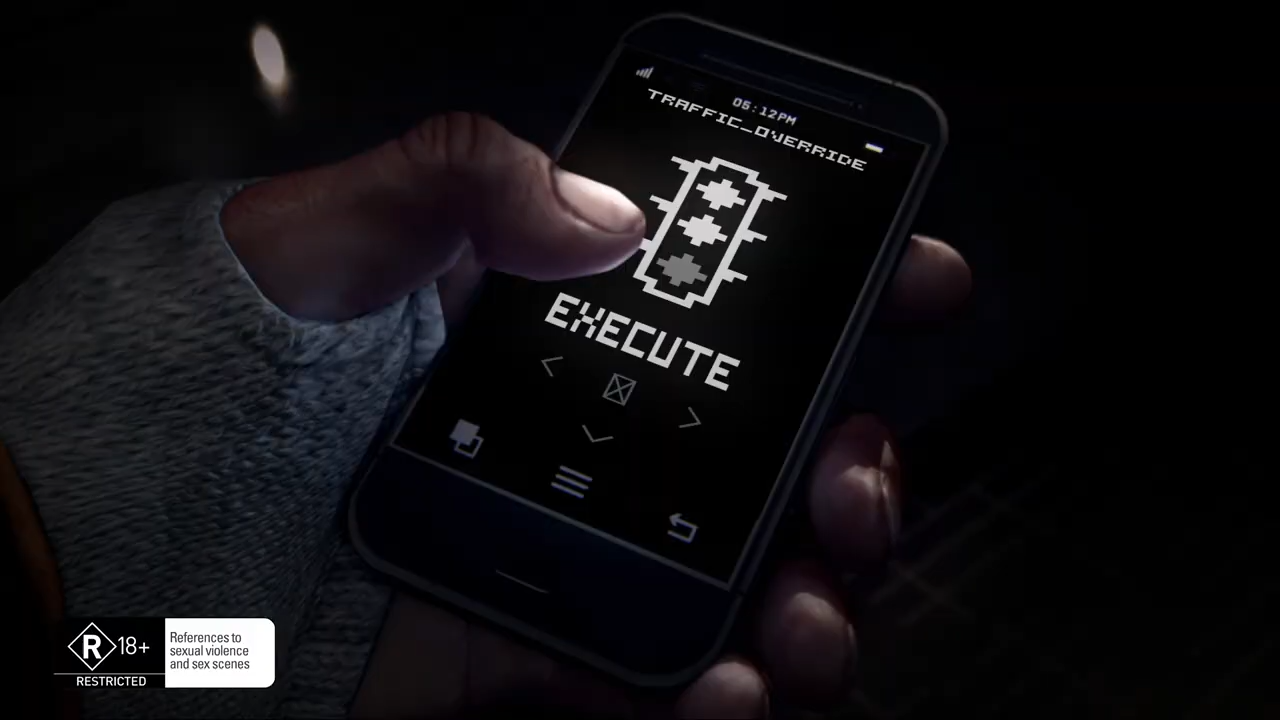 05:12PM
TRAFFIC_OVERRIDE
EXECUTE
R 18+
RESTRICTED
References to
sexual violence
and sex scenes